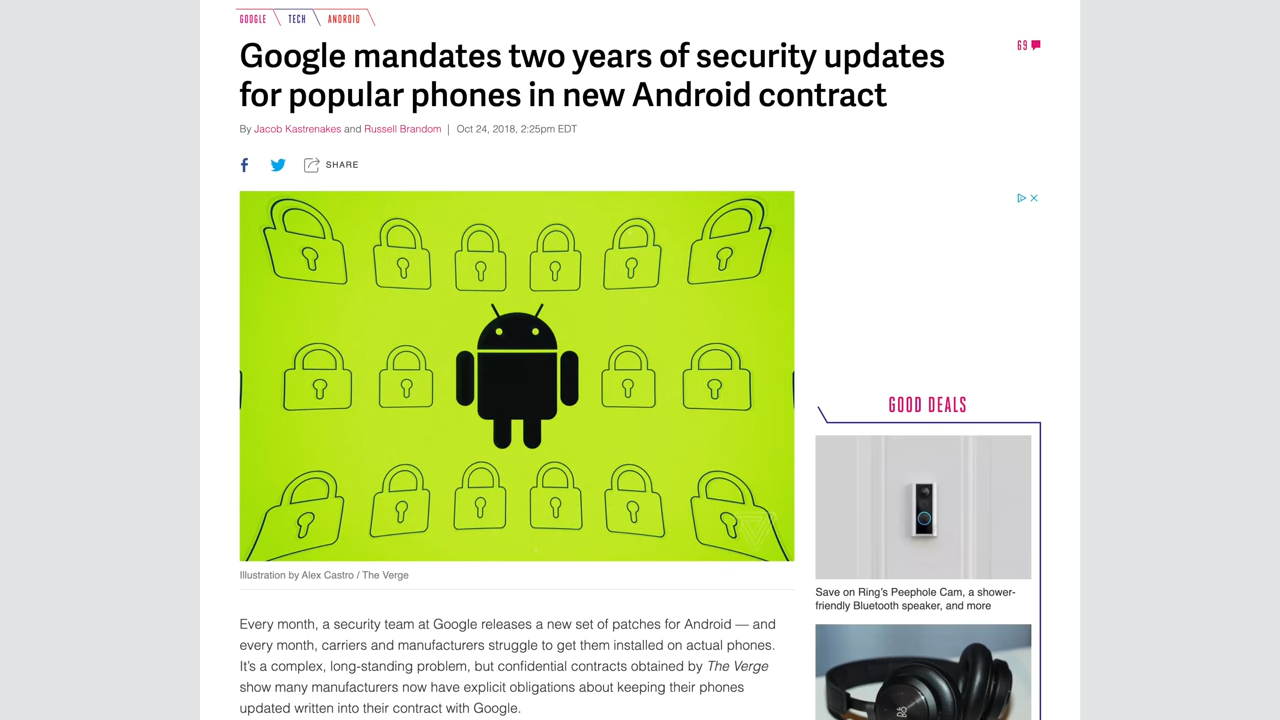 GOOGLE TECH ANDROID
Google mandates two years of security updates
for popular phones in new Android contract
69
By Jacob Kastrenakes and Russell Brandom | Oct 24, 2018, 2:25pm EDT
SHARE
Illustration by Alex Castro / The Verge
Every month, a security team at Google releases a new set of patches for Android — and
every month, carriers and manufacturers struggle to get them installed on actual phones.
It’s a complex, long-standing problem, but confidential contracts obtained by The Verge
show many manufacturers now have explicit obligations about keeping their phones
updated written into their contract with Google.
GOOD DEALS
Save on Ring’s Peephole Cam, a shower-
friendly Bluetooth speaker, and more
B&O